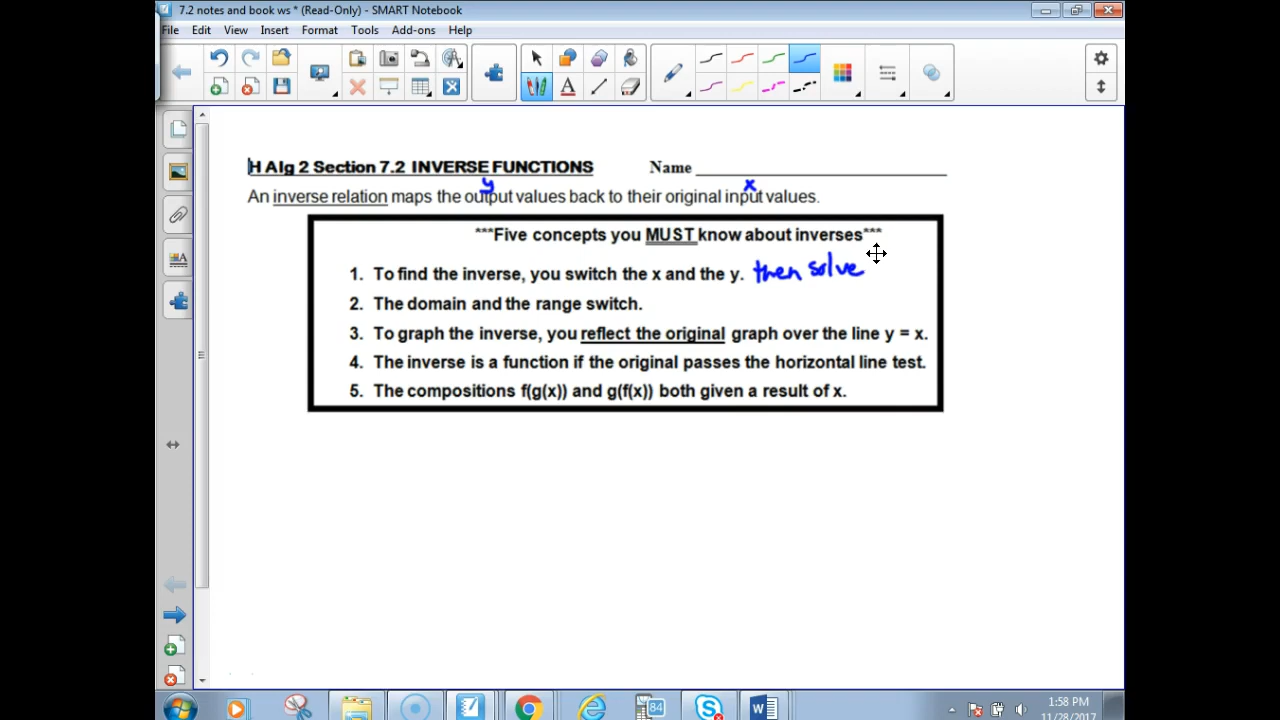 7.2 notes and book ws * (Read-Only) - SMART Notebook
File Edit View Insert Format Tools Add-ons Help
H Alg 2 Section 7.2 INVERSE FUNCTIONS Name
y x
An inverse relation maps the output values back to their original input values.
***Five concepts you MUST know about inverses***
1. To find the inverse, you switch the x and the y. then solve
2. The domain and the range switch.
3. To graph the inverse, you reflect the original graph over the line y = x.
4. The inverse is a function if the original passes the horizontal line test.
5. The compositions f(g(x)) and g(f(x)) both given a result of x.
84
1:58 PM
11/28/2017